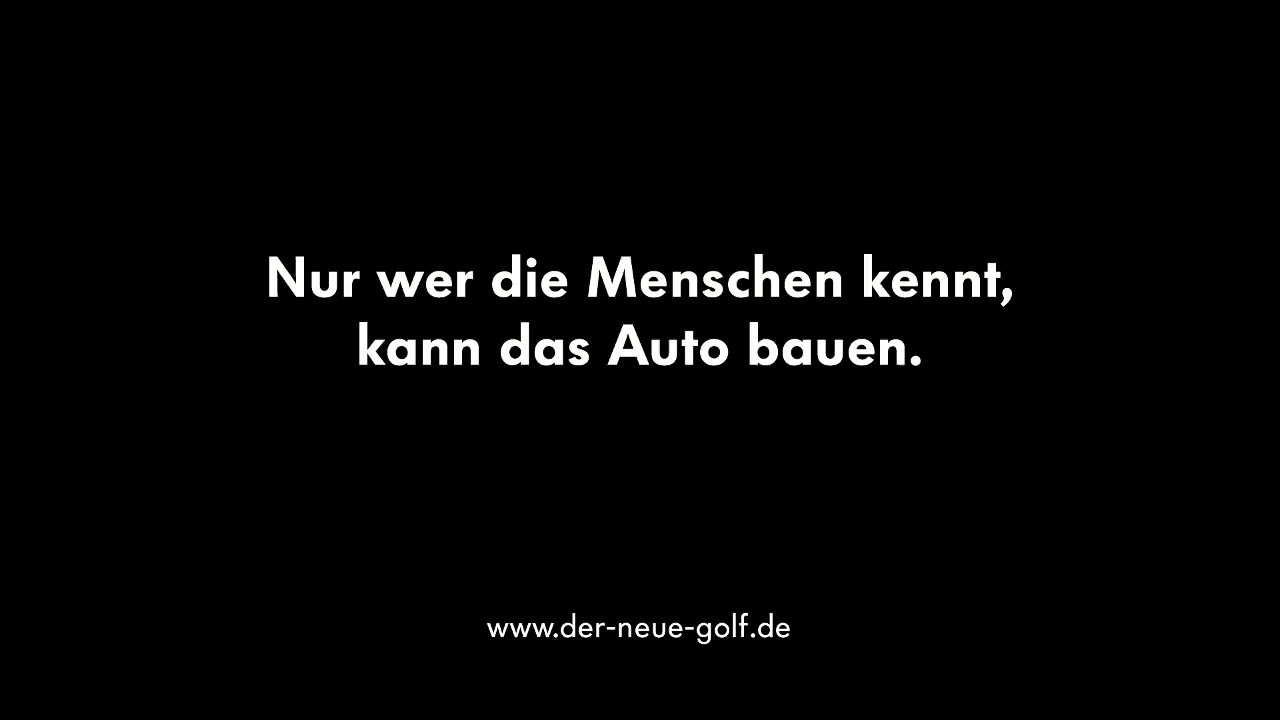 Nur wer die Menschen kennt,
kann das Auto bauen.
www.der-neue-golf.de